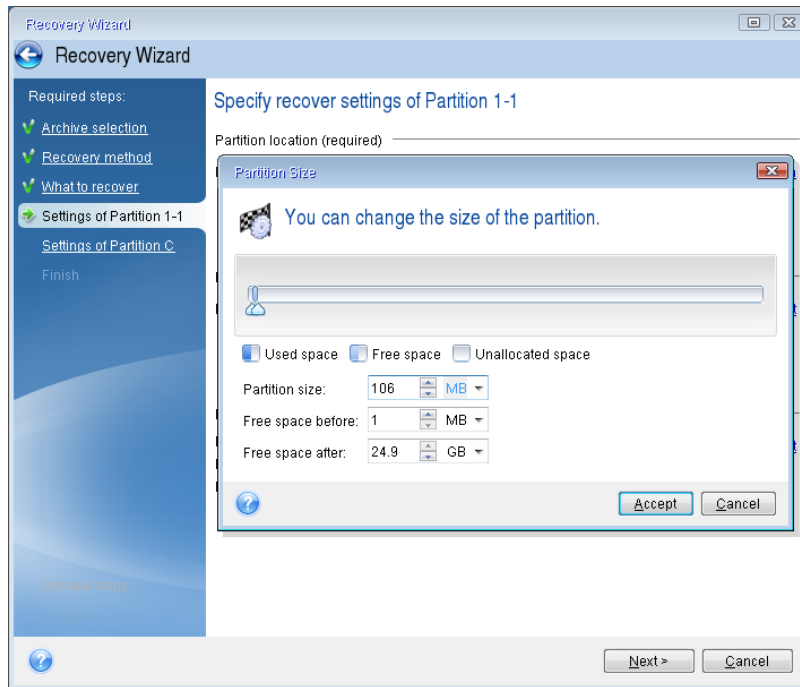 Recovery Wizard
Recovery Wizard
Required steps:
Archive selection
Recovery method
What to recover
Settings of Partition 1-1
Settings of Partition C
Finish
Specify recover settings of Partition 1-1
Partition location (required)
Partition Size
You can change the size of the partition.
Used space Free space Unallocated space
Partition size: 106 MB
Free space before: 1 MB
Free space after: 24.9 GB
Accept Cancel
Next > Cancel